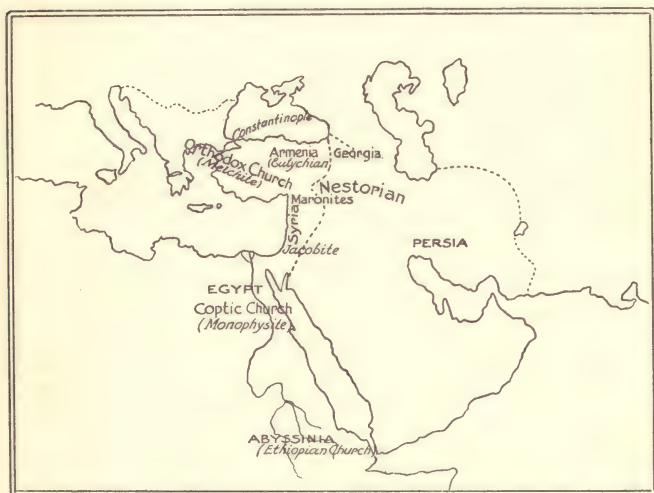 Constantinople
Orthodox Church
(Melchite)
Armenia
(Eutychian)
Georgia.
Nestorian
Maronites
Syria
Jacobite
PERSIA
EGYPT
Coptic Church
(Monophysite)
ABYSSINIA
(Ethiopian Church)